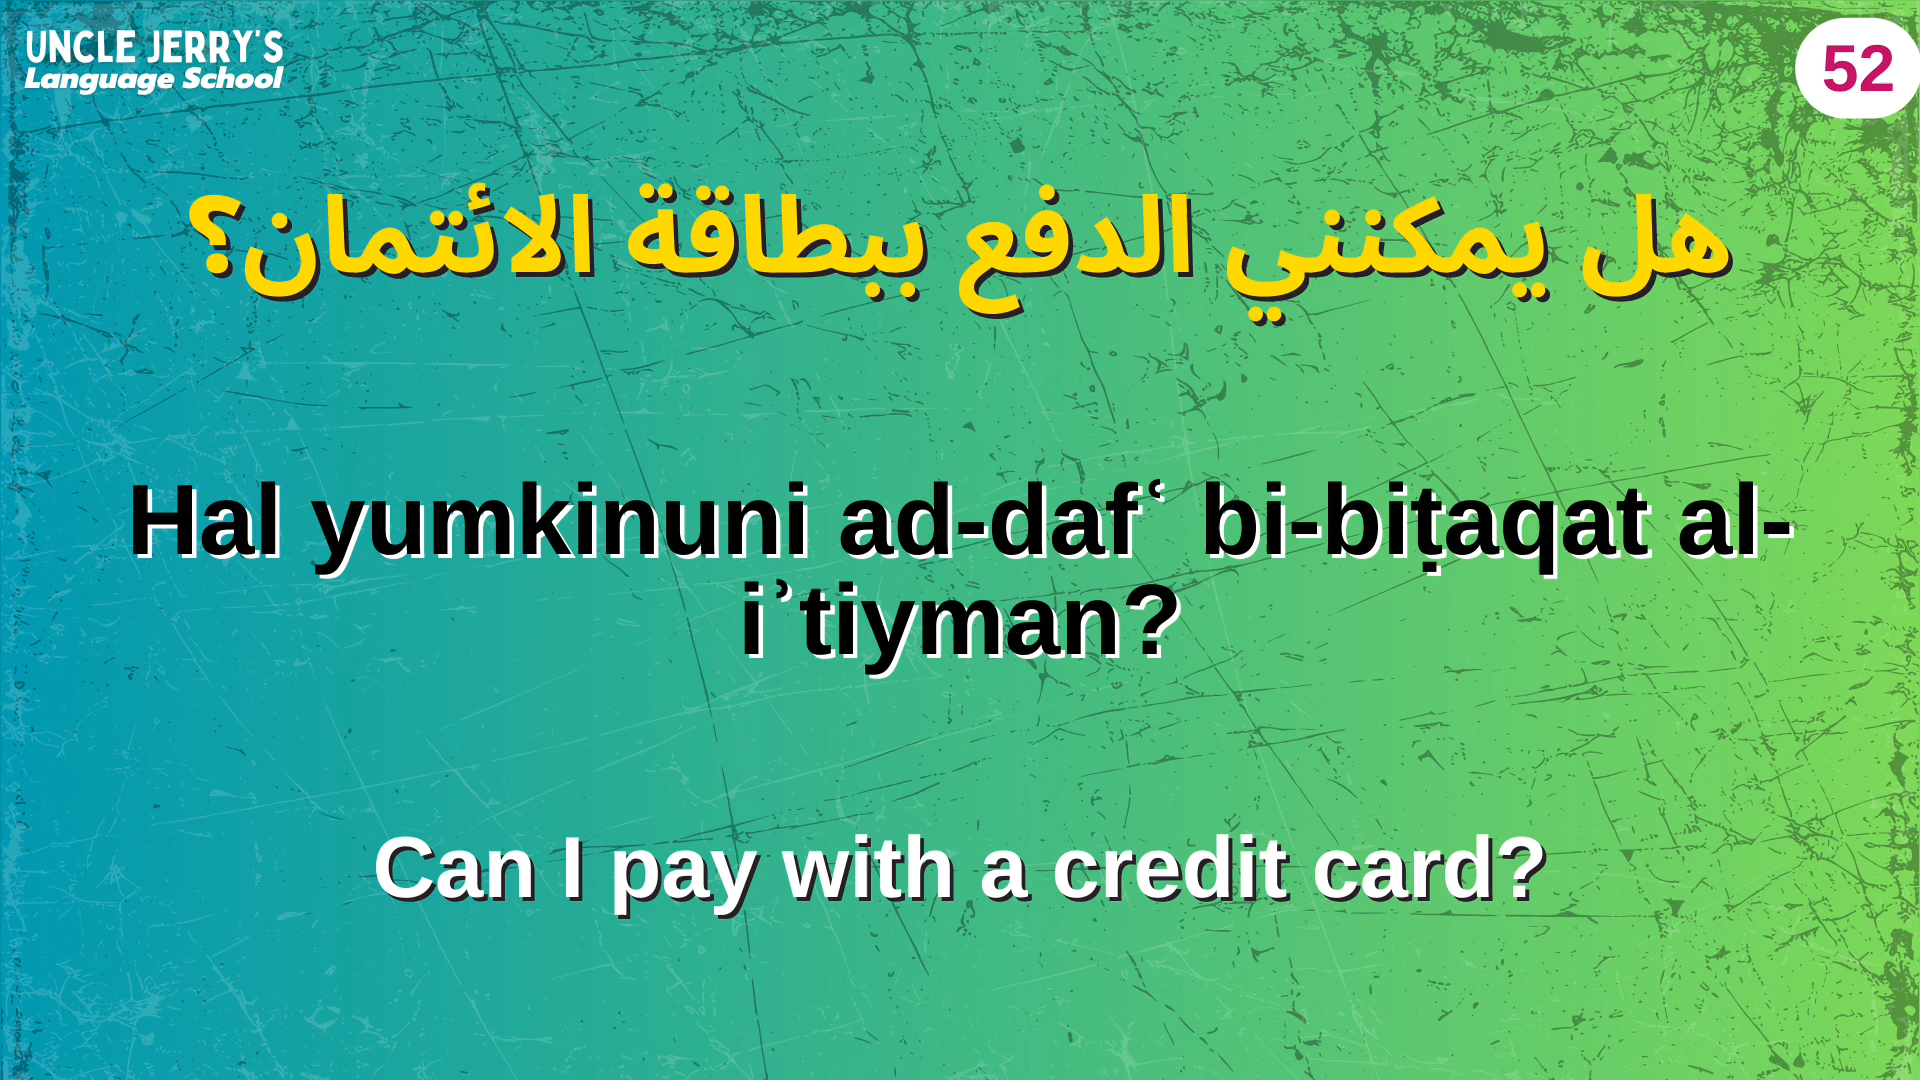 UNCLE JERRY'S
Language School
52
هل يمكنني الدفع ببطاقة الائتمان؟
Hal yumkinuni ad-dafʿ bi-biṭaqat al-
iʾtiyman?
Can I pay with a credit card?